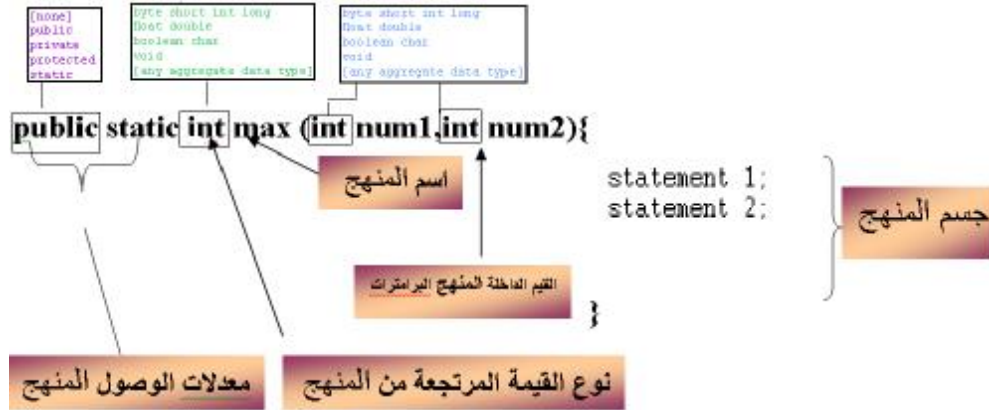 [none]
public
private
protected
static
byte short int long
float double
boolean char
void
[any aggregate data type]
byte short int long
float double
boolean char
void
[any aggregate data type]
public static int max (int num1,int num2){
اسم المنهج
statement 1;
statement 2;
جسم المنهج
القيم الداخلة المنهج البرامترات
}
معدلات الوصول المنهج
نوع القيمة المرتجعة من المنهج